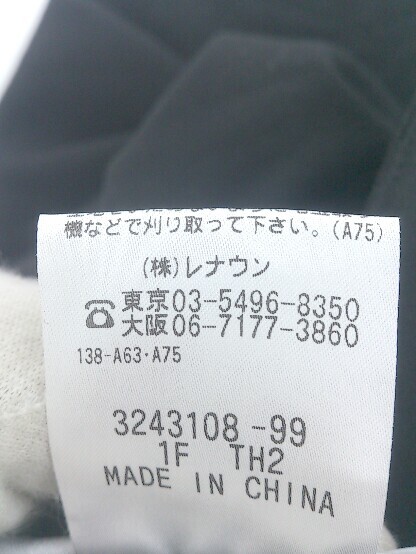 機などで刈り取って下さい。(A75)
(株)レナウン
☎東京03-5496-8350
大阪06-7177-3860
138-A63・A75
3243108-99
1F TH2
MADE IN CHINA